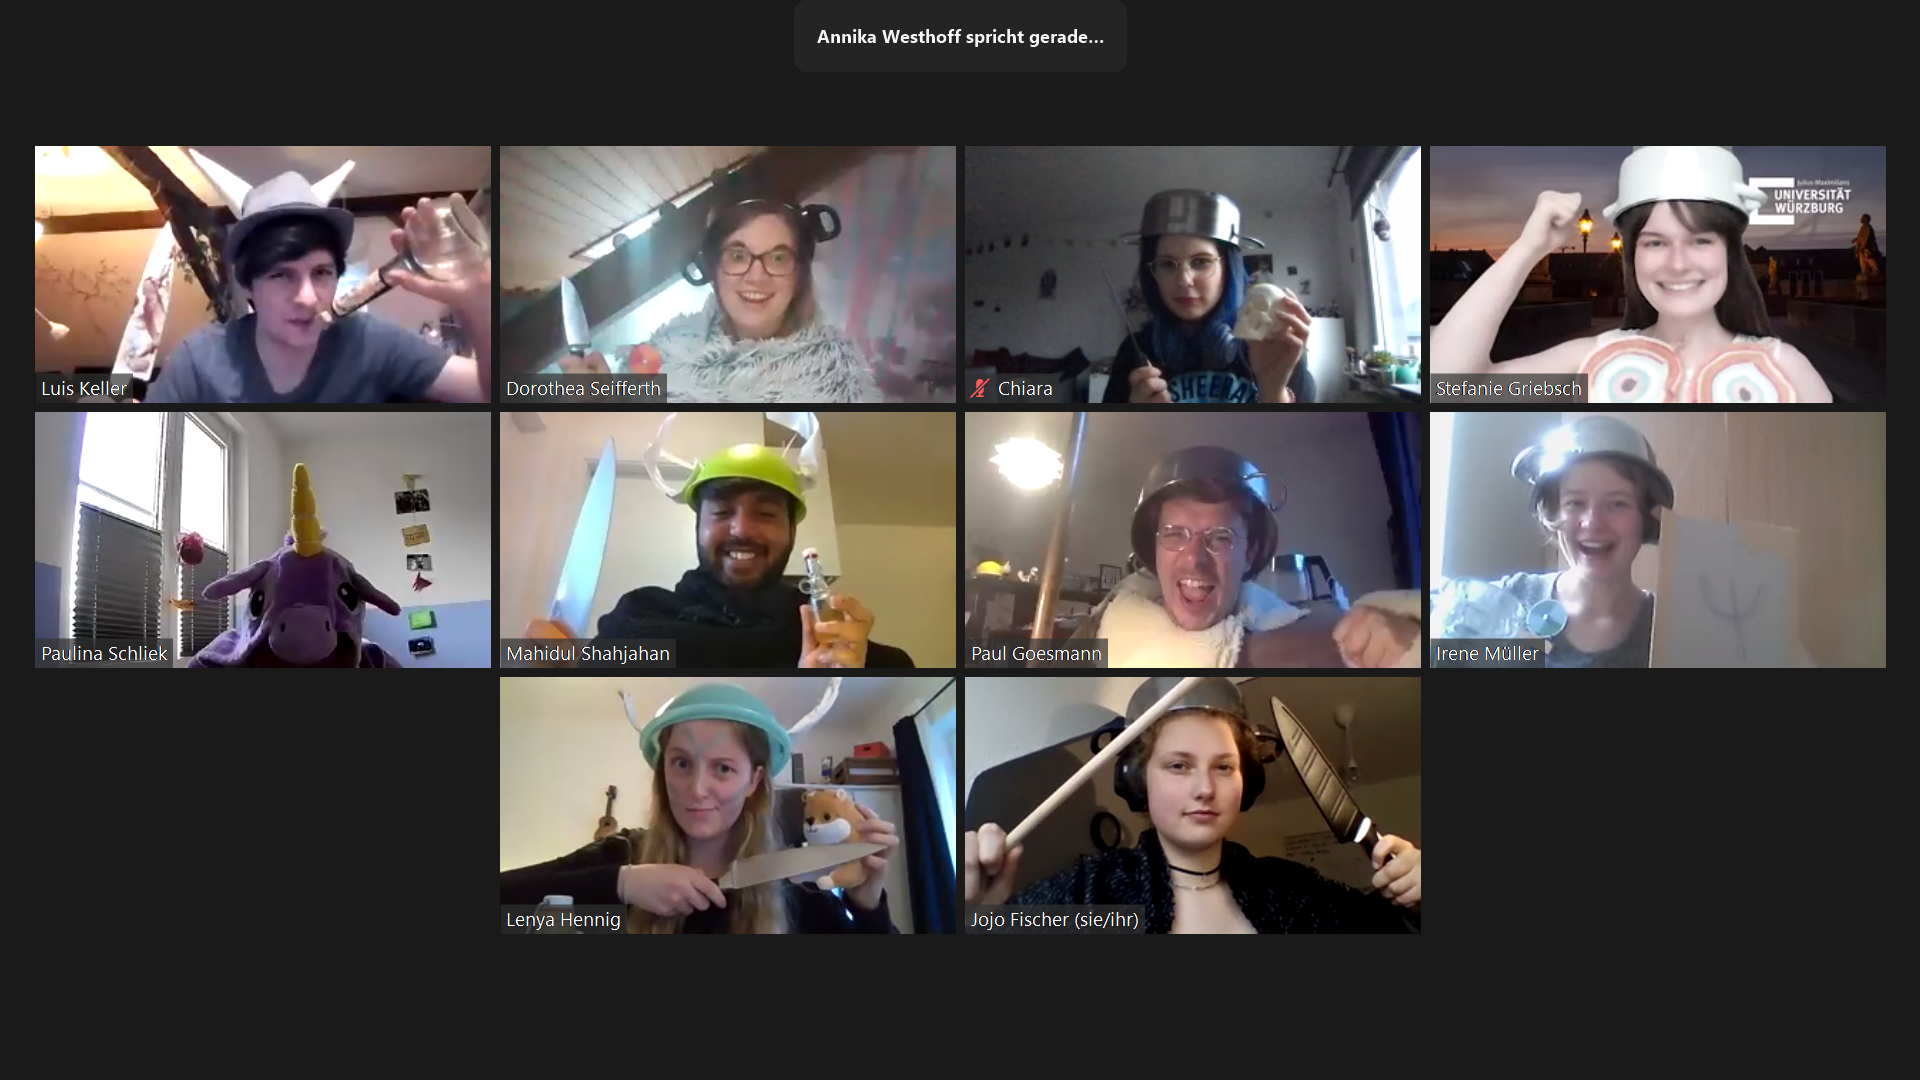 Annika Westhoff spricht gerade...
Luis Keller
Dorothea Seifferth
Chiara
SHEERAN
Stefanie Griebsch
Julius-Maximilians
UNIVERSITÄT
WÜRZBURG
Paulina Schliek
Mahidul Shahjahan
Paul Goesmann
Irene Müller
Lenya Hennig
Jojo Fischer (sie/ihr)